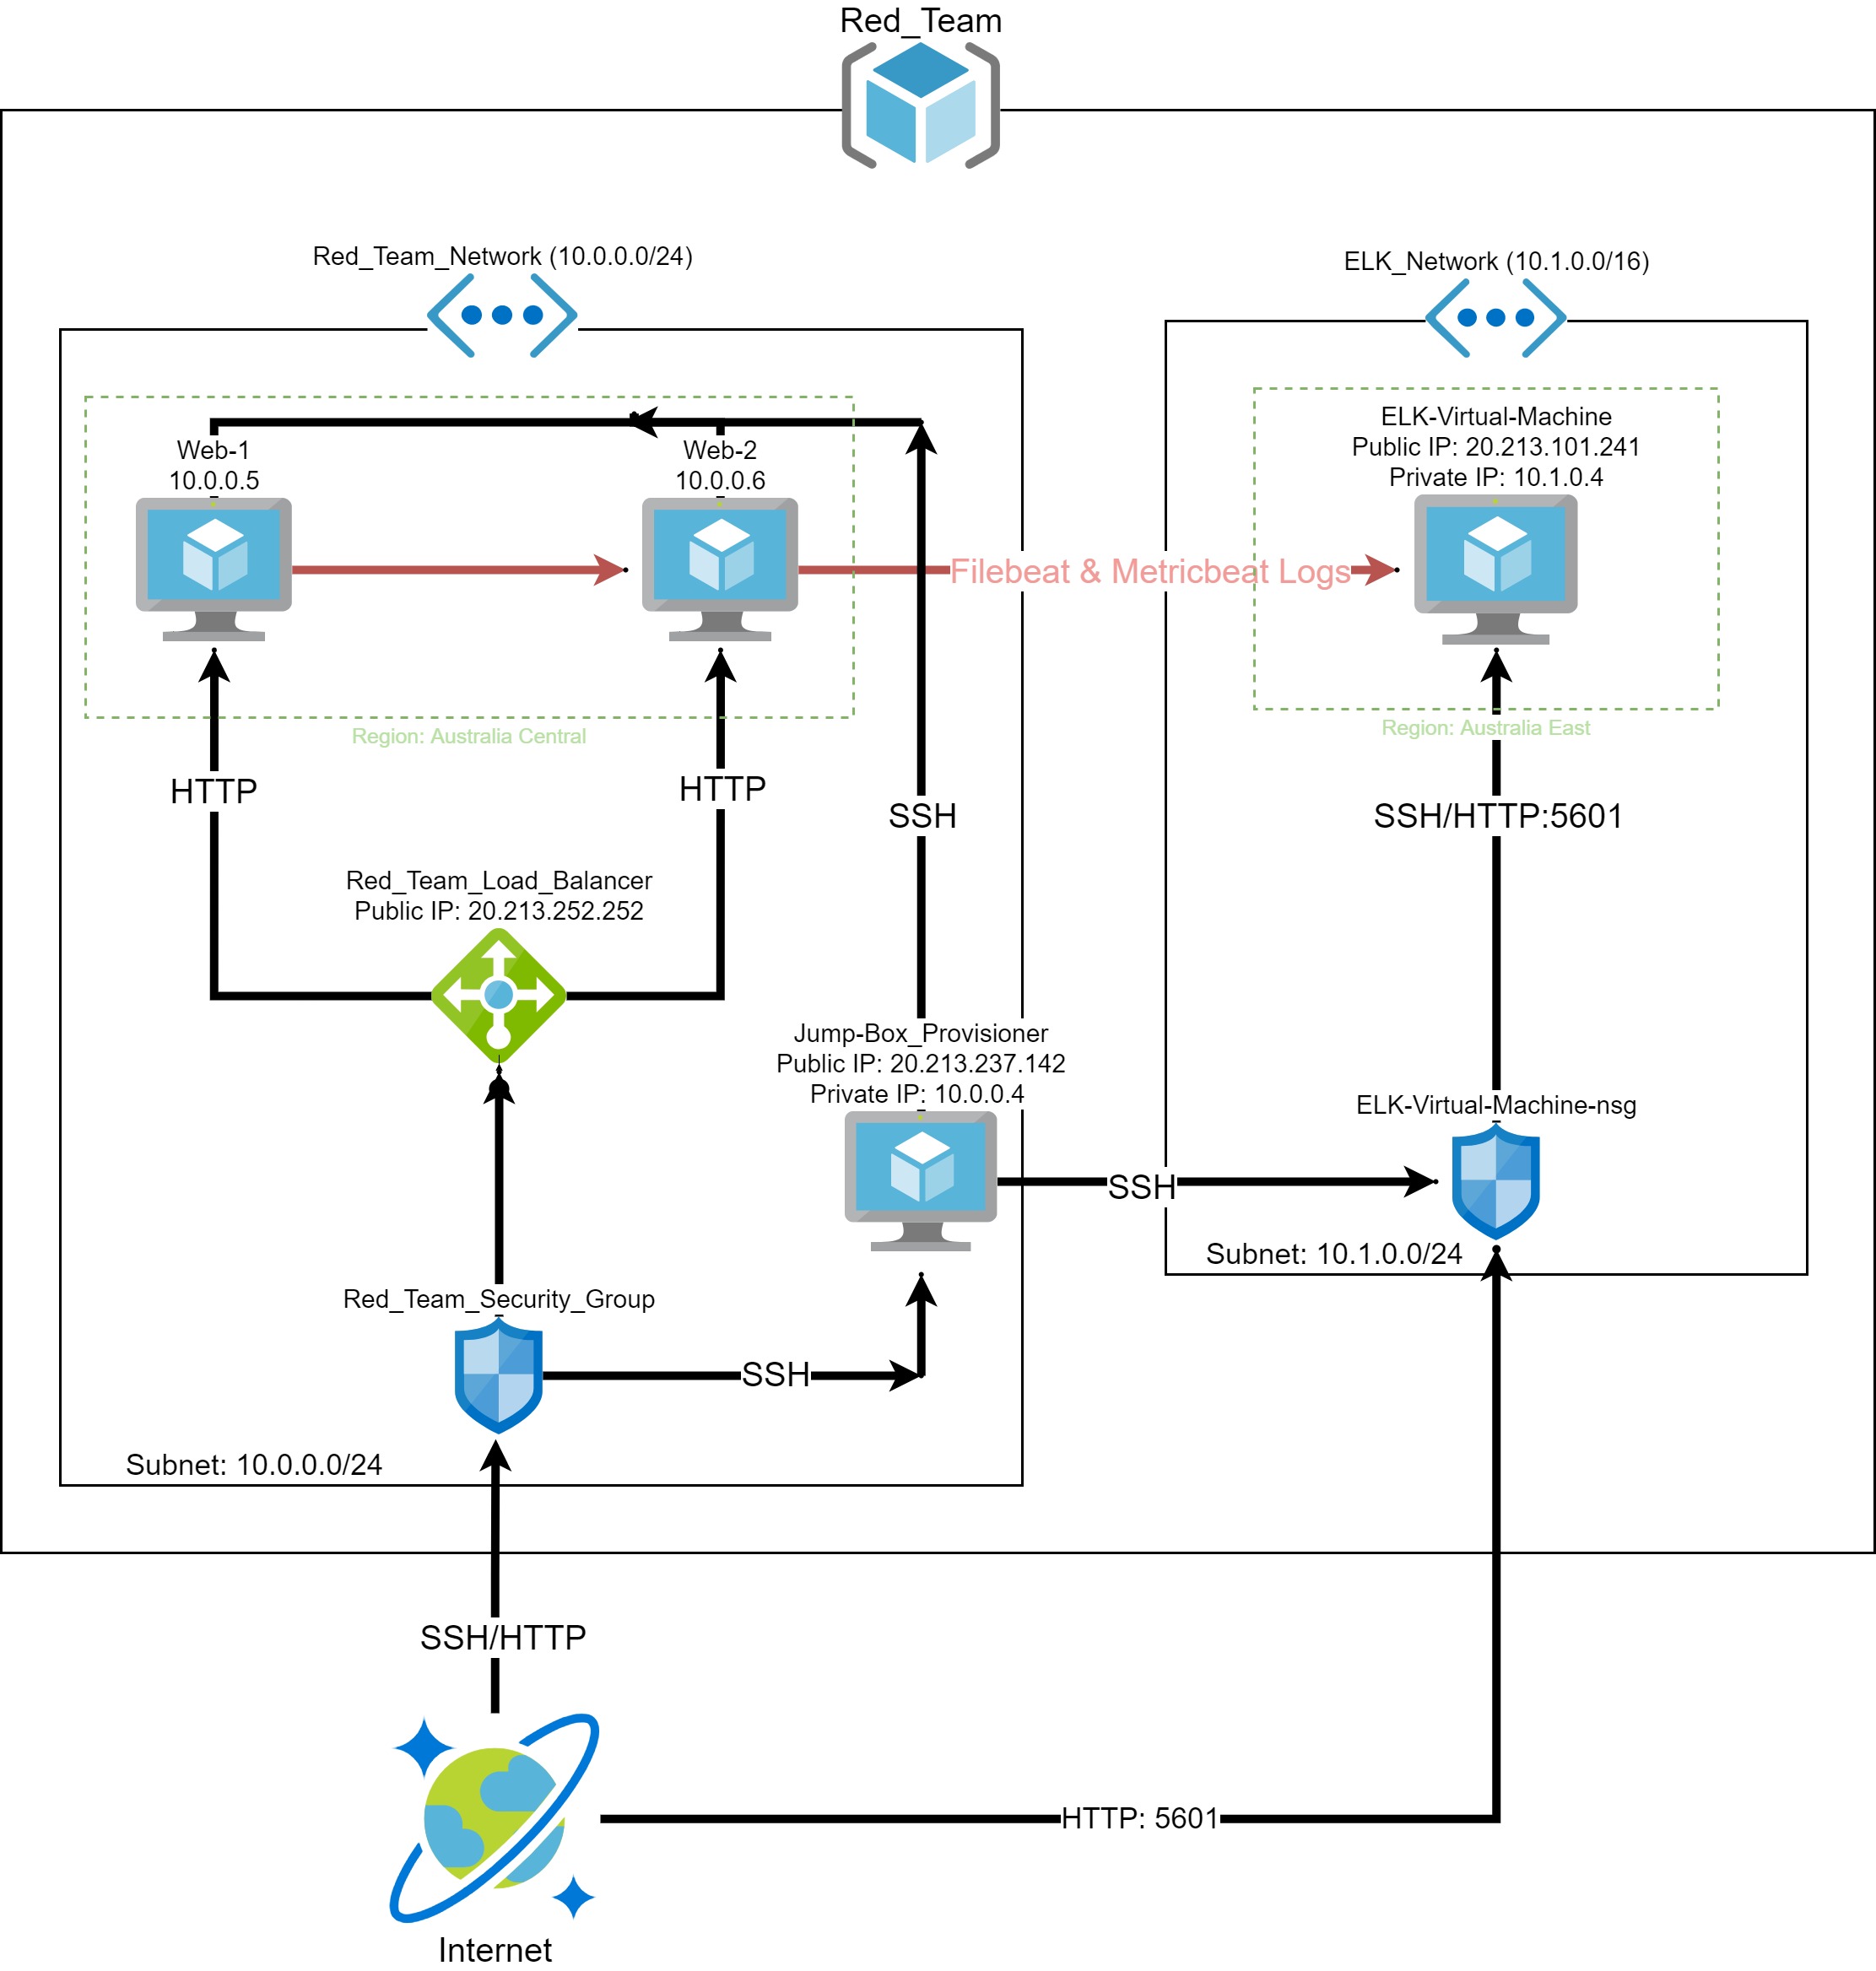 Red_Team
Red_Team_Network (10.0.0.0/24)
ELK_Network (10.1.0.0/16)
Web-1
10.0.0.5
Web-2
10.0.0.6
ELK-Virtual-Machine
Public IP: 20.213.101.241
Private IP: 10.1.0.4
Filebeat & Metricbeat Logs
Region: Australia Central
Region: Australia East
HTTP
HTTP
SSH
SSH/HTTP:5601
Red_Team_Load_Balancer
Public IP: 20.213.252.252
Jump-Box_Provisioner
Public IP: 20.213.237.142
Private IP: 10.0.0.4
ELK-Virtual-Machine-nsg
SSH
Subnet: 10.1.0.0/24
Red_Team_Security_Group
SSH
Subnet: 10.0.0.0/24
SSH/HTTP
HTTP: 5601
Internet